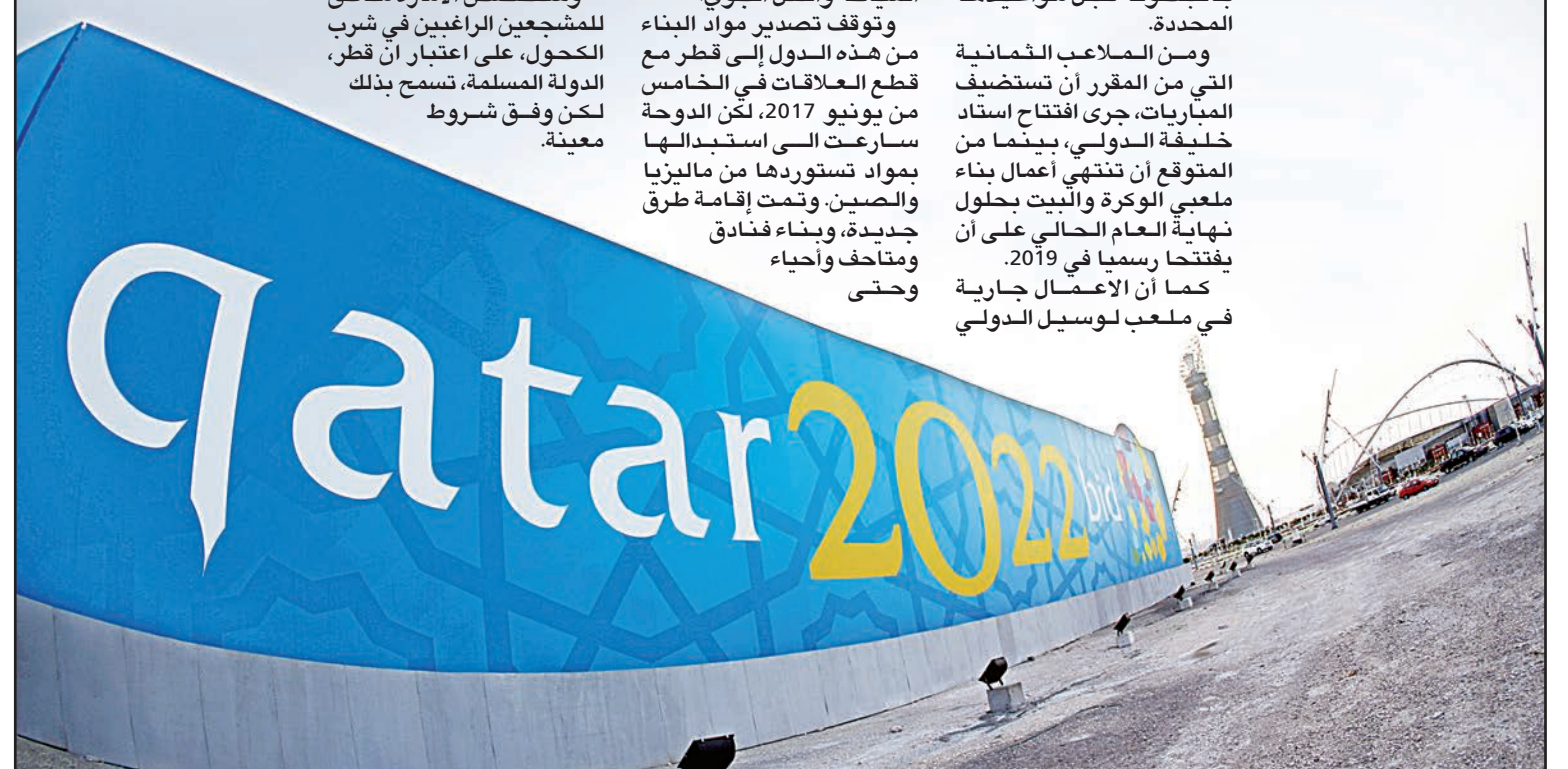 المحددة.
ومن الملاعب الثمانية
التي من المقرر أن تستضيف
المباريات، جرى افتتاح استاد
خليفة الدولي، بينما من
المتوقع أن تنتهي أعمال بناء
ملعبي الوكرة والبيت بحلول
نهاية العام الحالي على أن
يفتتحا رسميا في 2019.
كما أن الاعمال جارية
في ملعب لوسيل الدولي
وتوقف تصدير مواد البناء
من هذه الدول إلى قطر مع
قطع العلاقات في الخامس
من يونيو 2017، لكن الدوحة
سارعت الى استبدالها
بمواد تستوردها من ماليزيا
والصين. وتمت إقامة طرق
جديدة، وبناء فنادق
ومتاحف وأحياء
وحتى
للمشجعين الراغبين في شرب
الكحول، على اعتبار ان قطر،
الدولة المسلمة، تسمح بذلك
لكن وفق شروط
معينة.
qatar 2022 bid